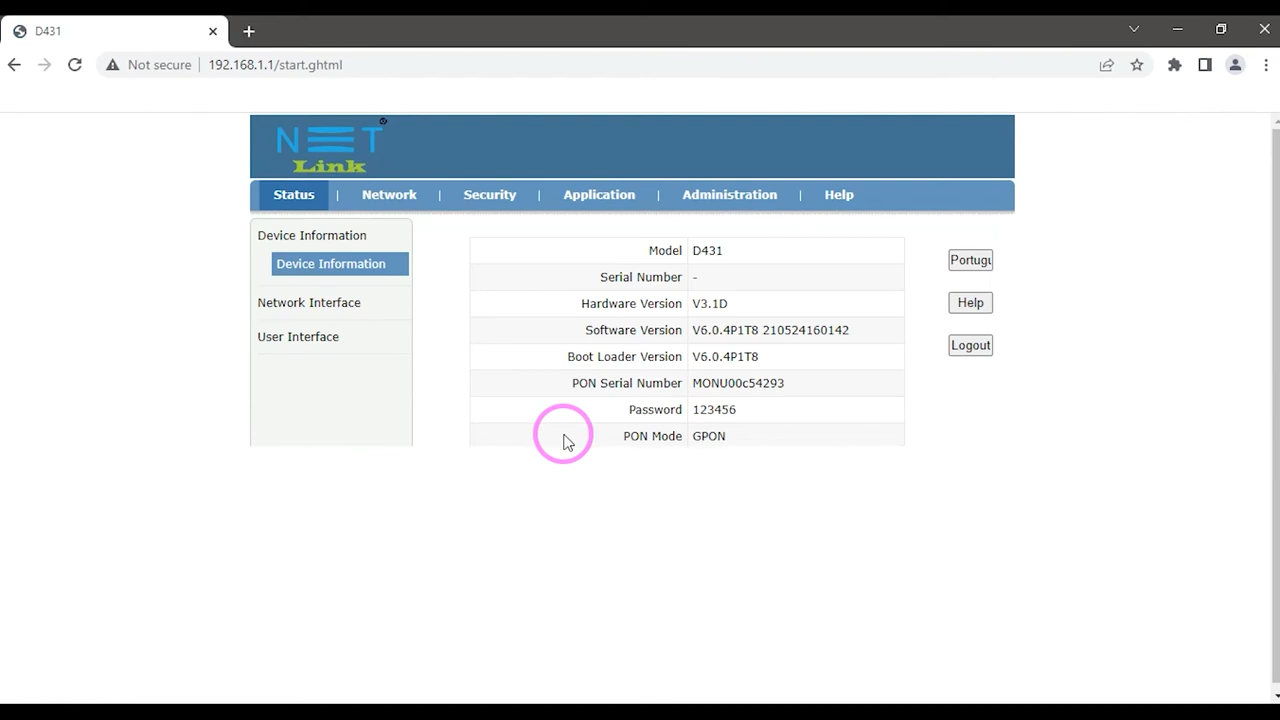 D431
Not secure 192.168.1.1/start.ghtml
NET
Link
Status | Network | Security | Application | Administration | Help
Device Information
Device Information
Network Interface
User Interface
Model D431
Serial Number -
Hardware Version V3.1D
Software Version V6.0.4P1T8 210524160142
Boot Loader Version V6.0.4P1T8
PON Serial Number MONU00c54293
Password 123456
PON Mode GPON
Portugu
Help
Logout